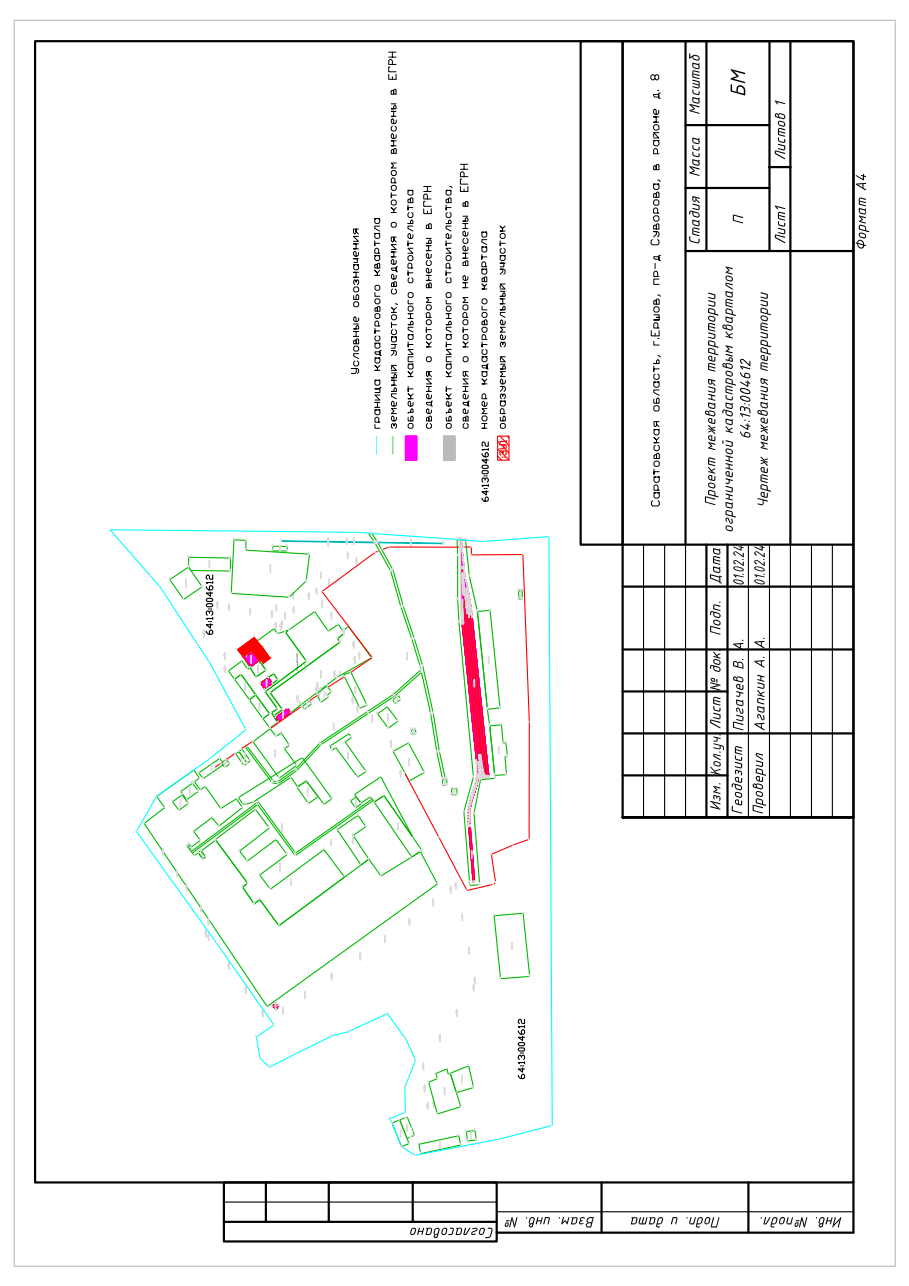 Условные обозначения
граница кадастрового квартала
земельный участок, сведения о котором внесены в ЕГРН
объект капитального строительства
сведения о котором внесены в ЕГРН
объект капитального строительства,
сведения о котором не внесены в ЕГРН
64:13:004612 номер кадастрового квартала
образуемый земельный участок
64:13:004612
64:13:004612
Саратовская область, г.Ершов, пр-д Суворова, в районе д. 8
Стадия Масса Масштаб
П БМ
Лист1 Листов 1
Проект межевания территории
ограниченной кадастровым кварталом
64:13:004612
Чертеж межевания территории
Изм. Кол.уч. Лист № док Подп. Дата
Геодезист Пигачев В. А. 01.02.24
Проверил Агапкин А. А. 01.02.24
Формат А4
Согласовано
Взам. инв. №
Подп. и дата
Инв. №подл.